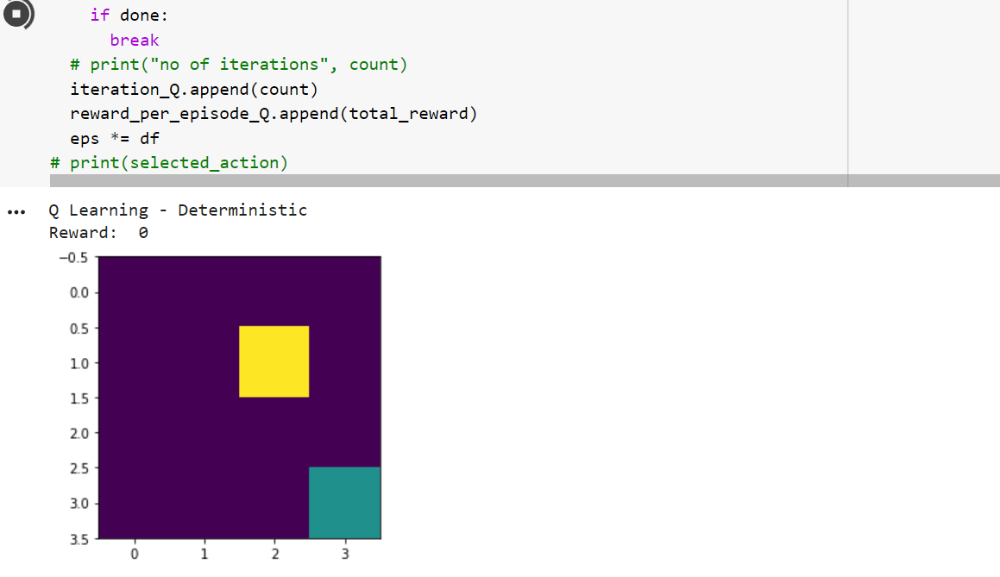 if done:
break
# print("no of iterations", count)
iteration_Q.append(count)
reward_per_episode_Q.append(total_reward)
eps *= df
# print(selected_action)
... Q Learning - Deterministic
Reward:  0
−0.5
0.0
0.5
1.0
1.5
2.0
2.5
3.0
3.5
0 1 2 3